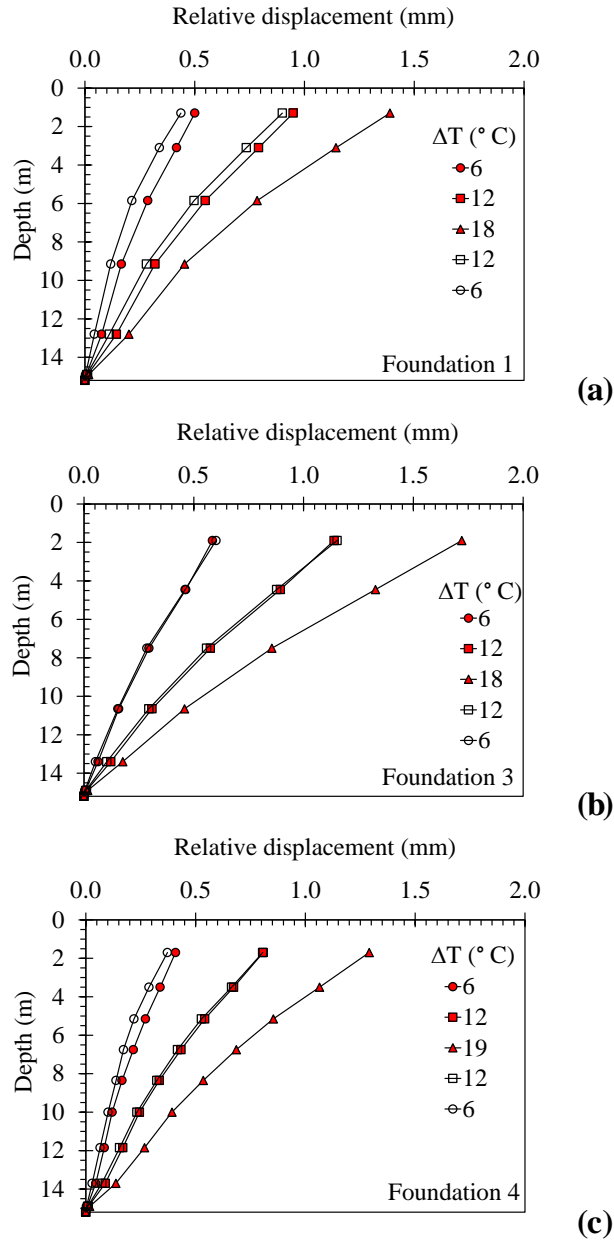 Relative displacement (mm)
0.0 0.5 1.0 1.5 2.0
0
2
4
6
8
10
12
14
Depth (m)
ΔT (° C)
6
12
18
12
6
Foundation 1
(a)
Relative displacement (mm)
0.0 0.5 1.0 1.5 2.0
0
2
4
6
8
10
12
14
Depth (m)
ΔT (° C)
6
12
18
12
6
Foundation 3
(b)
Relative displacement (mm)
0.0 0.5 1.0 1.5 2.0
0
2
4
6
8
10
12
14
Depth (m)
ΔT (° C)
6
12
19
12
6
Foundation 4
(c)